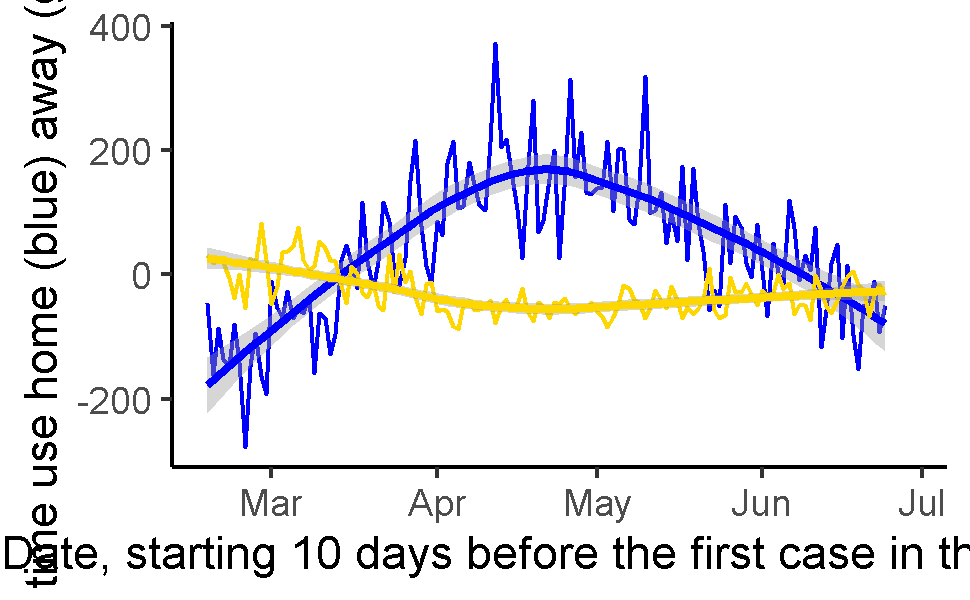 time use home (blue) away (
400
200
0
-200
Mar Apr May Jun Jul
Date, starting 10 days before the first case in th